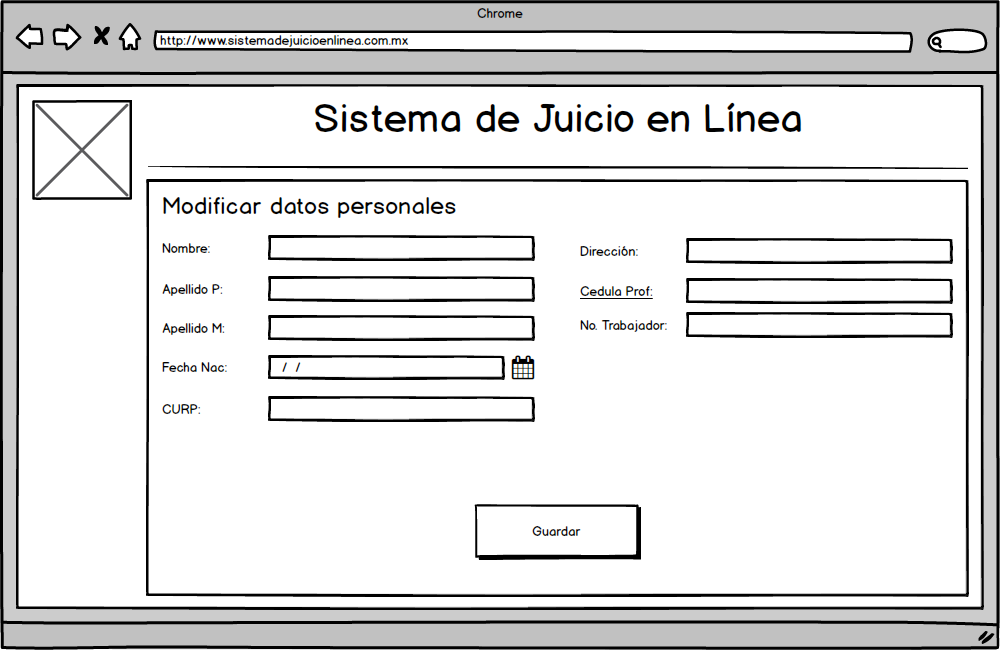 Chrome
http://www.sistemadejuicioenlinea.com.mx
Sistema de Juicio en Línea
Modificar datos personales
Nombre:
Apellido P:
Apellido M:
Fecha Nac:
/ /
CURP:
Dirección:
Cedula Prof:
No. Trabajador:
Guardar